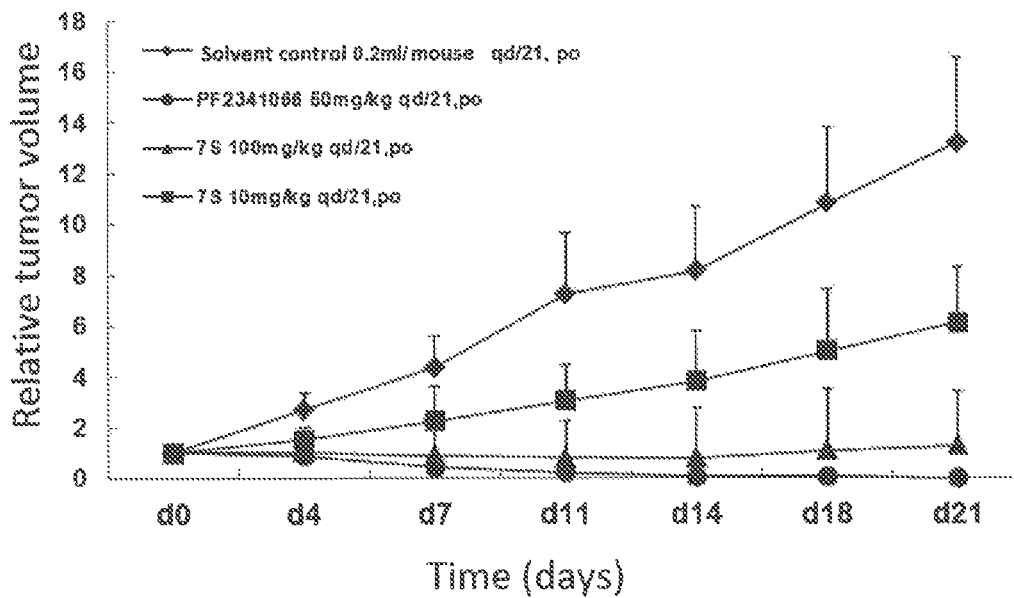 18
16
14
12
10
8
6
4
2
0
Relative tumor volume
Solvent control 0.2ml/mouse qd/21, po
PF2341066 50mg/kg qd/21,po
7S 100mg/kg qd/21,po
7S 10mg/kg qd/21,po
d0 d4 d7 d11 d14 d18 d21
Time (days)